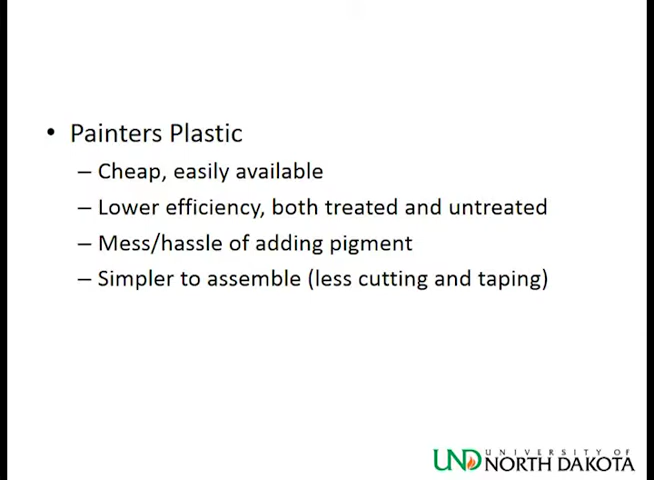 • Painters Plastic
– Cheap, easily available
– Lower efficiency, both treated and untreated
– Mess/hassle of adding pigment
– Simpler to assemble (less cutting and taping)
UND UNIVERSITY OF
NORTH DAKOTA